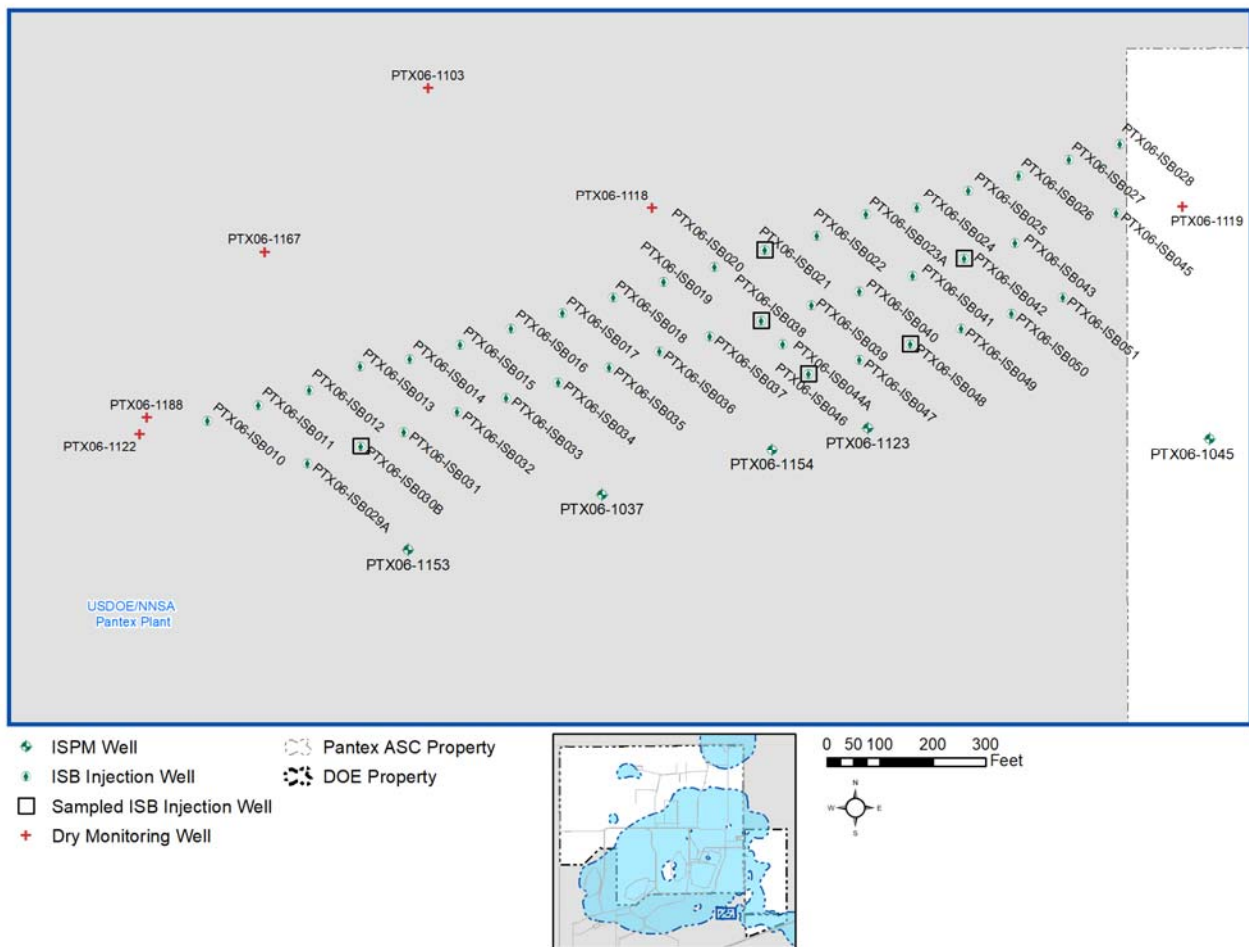 PTX06-1103
PTX06-1118
PTX06-1167
PTX06-1119
PTX06-1188
PTX06-1122
PTX06-ISB028
PTX06-ISB027
PTX06-ISB026
PTX06-ISB025
PTX06-ISB024
PTX06-ISB023A
PTX06-ISB022
PTX06-ISB021
PTX06-ISB020
PTX06-ISB019
PTX06-ISB018
PTX06-ISB017
PTX06-ISB016
PTX06-ISB015
PTX06-ISB014
PTX06-ISB013
PTX06-ISB012
PTX06-ISB011
PTX06-ISB010
PTX06-ISB045
PTX06-ISB043
PTX06-ISB042
PTX06-ISB041
PTX06-ISB040
PTX06-ISB039
PTX06-ISB038
PTX06-ISB037
PTX06-ISB036
PTX06-ISB035
PTX06-ISB034
PTX06-ISB033
PTX06-ISB032
PTX06-ISB031
PTX06-ISB030B
PTX06-ISB029A
PTX06-ISB051
PTX06-ISB050
PTX06-ISB049
PTX06-ISB048
PTX06-ISB047
PTX06-ISB044A
PTX06-ISB046
PTX06-1123
PTX06-1154
PTX06-1045
PTX06-1037
PTX06-1153
USDOE/NNSA
Pantex Plant
ISPM Well
ISB Injection Well
Sampled ISB Injection Well
Dry Monitoring Well
Pantex ASC Property
DOE Property
0 50 100 200 300
Feet
N
W E
S